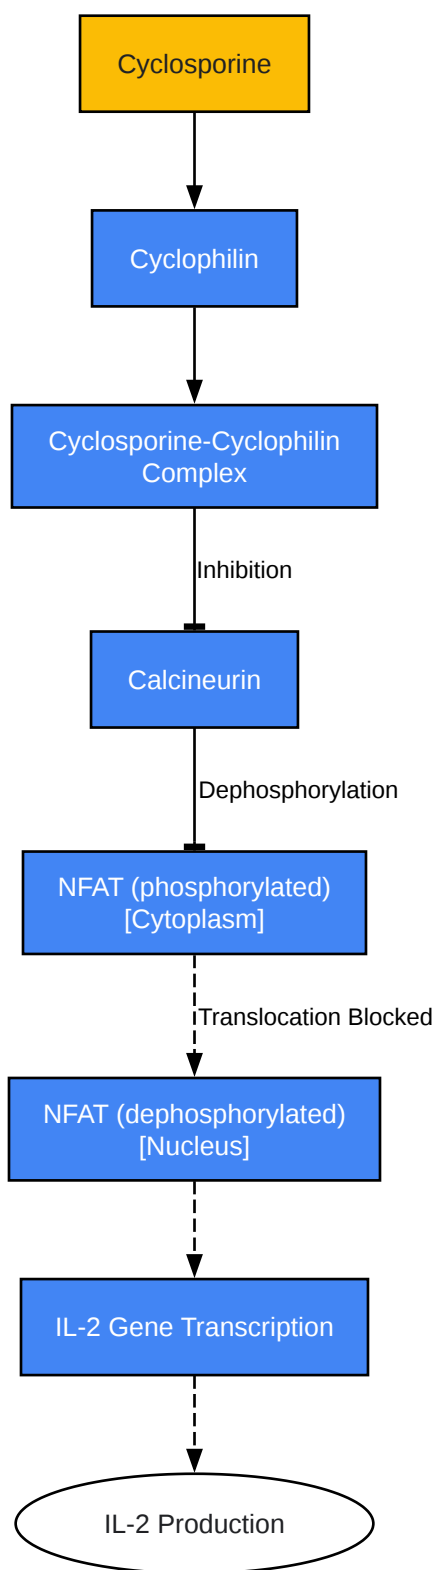 Cyclosporine
Cyclophilin
Cyclosporine-Cyclophilin
Complex
Inhibition
Calcineurin
Dephosphorylation
NFAT (phosphorylated)
[Cytoplasm]
Translocation Blocked
NFAT (dephosphorylated)
[Nucleus]
IL-2 Gene Transcription
IL-2 Production